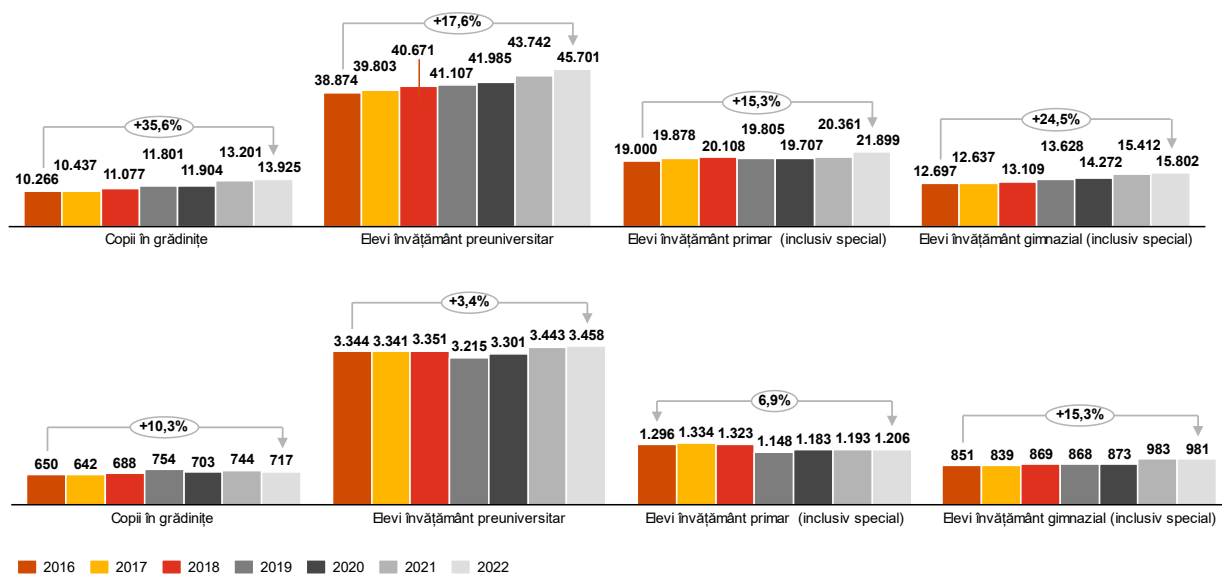 +17,6%
38.874 39.803 40.671 41.107 41.985 43.742 45.701
+35,6%
10.266 10.437 11.077 11.801 11.904 13.201 13.925
+15,3%
19.000 19.878 20.108 19.805 19.707 20.361 21.899
+24,5%
12.697 12.637 13.109 13.628 14.272 15.412 15.802
Copii în grădinițe
Elevi învățământ preuniversitar
Elevi învățământ primar (inclusiv special)
Elevi învățământ gimnazial (inclusiv special)
+3,4%
3.344 3.341 3.351 3.215 3.301 3.443 3.458
+10,3%
650 642 688 754 703 744 717
6,9%
1.296 1.334 1.323 1.148 1.183 1.193 1.206
+15,3%
851 839 869 868 873 983 981
Copii în grădinițe
Elevi învățământ preuniversitar
Elevi învățământ primar (inclusiv special)
Elevi învățământ gimnazial (inclusiv special)
2016 2017 2018 2019 2020 2021 2022